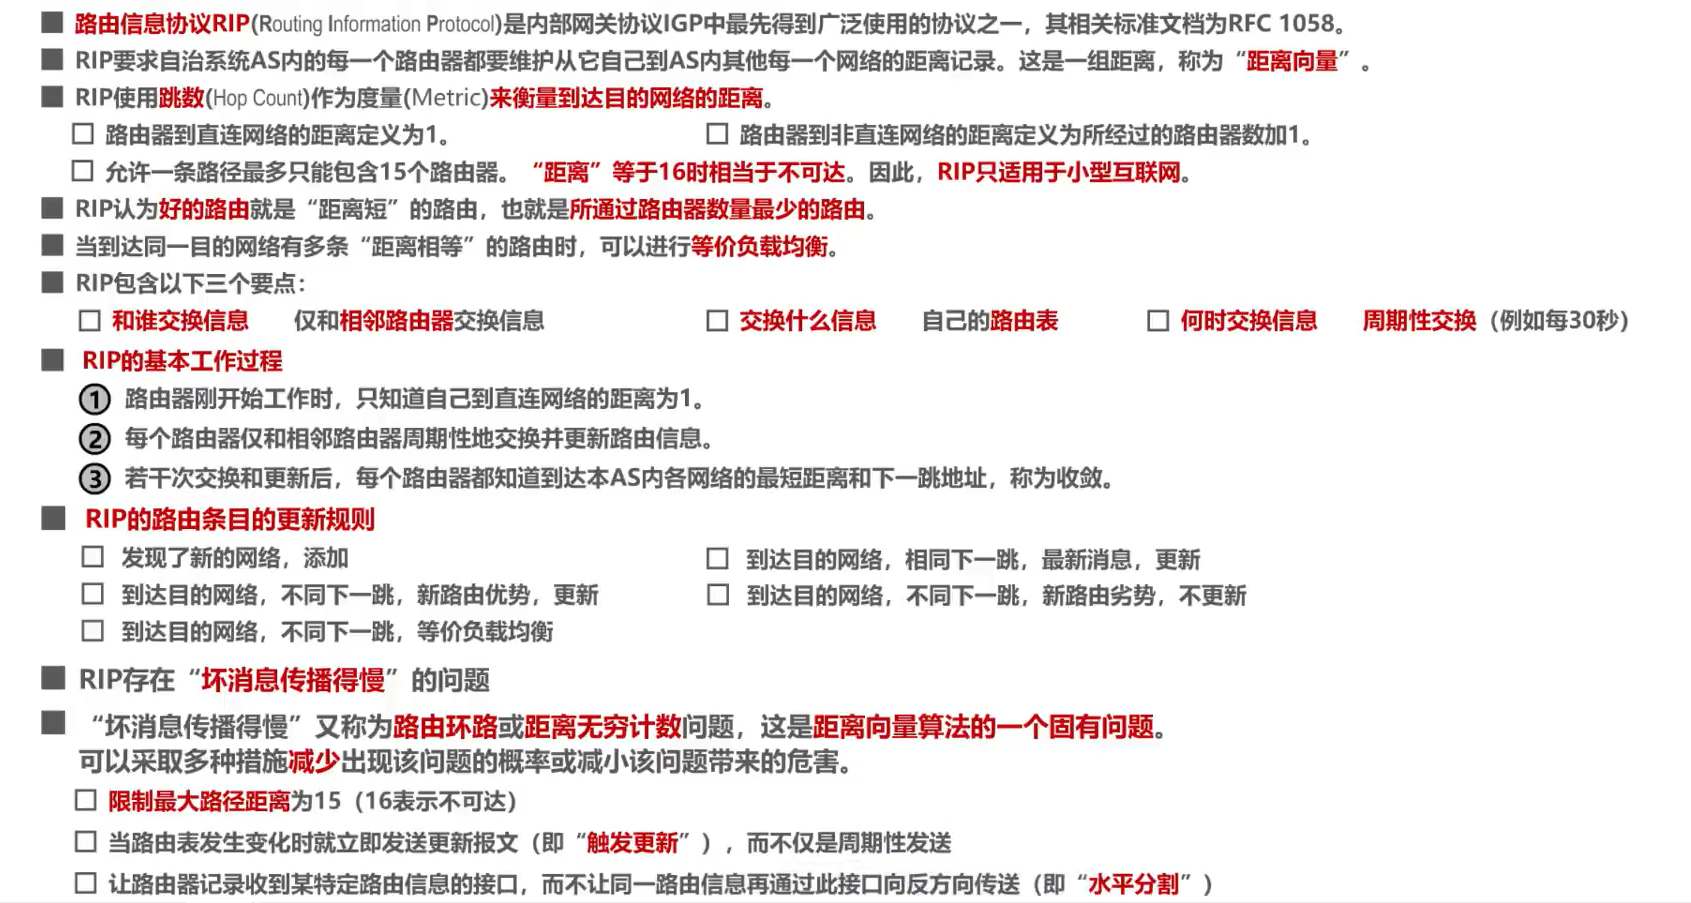 路由信息协议RIP(Routing Information Protocol)是内部网关协议IGP中最先得到广泛使用的协议之一，其相关标准文档为RFC 1058。
RIP要求自治系统AS内的每一个路由器都要维护从它自己到AS内其他每一个网络的距离记录。这是一组距离，称为“距离向量”。
RIP使用跳数(Hop Count)作为度量(Metric)来衡量到达目的网络的距离。
路由器到直连网络的距离定义为1。 路由器到非直连网络的距离定义为所经过的路由器数加1。
允许一条路径最多只能包含15个路由器。“距离”等于16时相当于不可达。因此，RIP只适用于小型互联网。
RIP认为好的路由就是“距离短”的路由，也就是所通过路由器数量最少的路由。
当到达同一目的网络有多条“距离相等”的路由时，可以进行等价负载均衡。
RIP包含以下三个要点：
和谁交换信息 仅和相邻路由器交换信息 交换什么信息 自己的路由表 何时交换信息 周期性交换（例如每30秒）
RIP的基本工作过程
① 路由器刚开始工作时，只知道自己到直连网络的距离为1。
② 每个路由器仅和相邻路由器周期性地交换并更新路由信息。
③ 若干次交换和更新后，每个路由器都知道到达本AS内各网络的最短距离和下一跳地址，称为收敛。
RIP的路由条目的更新规则
发现了新的网络，添加 到达目的网络，相同下一跳，最新消息，更新
到达目的网络，不同下一跳，新路由优势，更新 到达目的网络，不同下一跳，新路由劣势，不更新
到达目的网络，不同下一跳，等价负载均衡
RIP存在“坏消息传播得慢”的问题
“坏消息传播得慢”又称为路由环路或距离无穷计数问题，这是距离向量算法的一个固有问题。
可以采取多种措施减少出现该问题的概率或减小该问题带来的危害。
限制最大路径距离为15（16表示不可达）
当路由表发生变化时就立即发送更新报文（即“触发更新”），而不仅是周期性发送
让路由器记录收到某特定路由信息的接口，而不让同一路由信息再通过此接口向反方向传送（即“水平分割”）